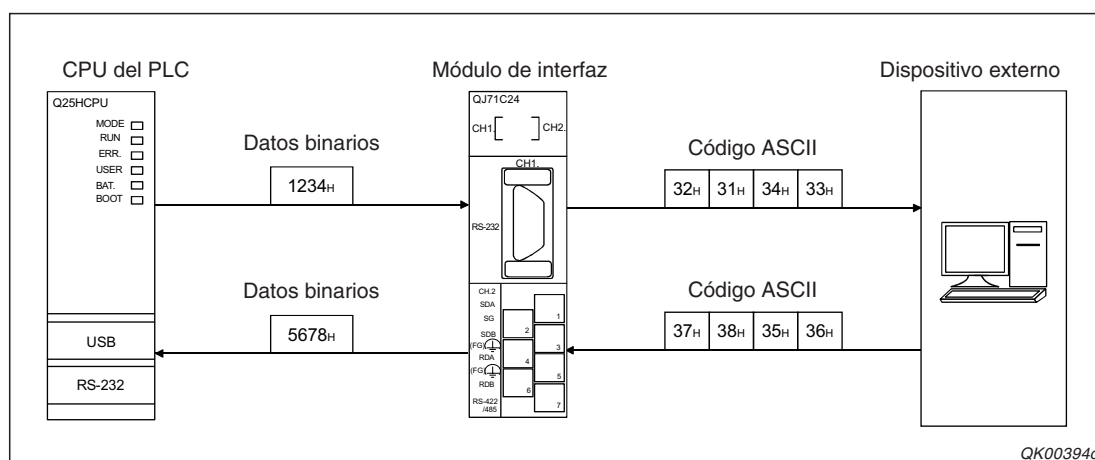 CPU del PLC
Módulo de interfaz
Dispositivo externo
Q25HCPU
MODE
RUN
ERR.
USER
BAT.
BOOT
USB
RS-232
Datos binarios
1234H
Datos binarios
5678H
QJ71C24
CH1. CH2.
CH1.
RS-232
CH.2
SDA
SG
SDB
(FG)
RDA
(FG)
RDB
RS-422
/485
1
2
3
4
5
6
7
Código ASCII
32H 31H 34H 33H
Código ASCII
37H 38H 35H 36H
QK00394c